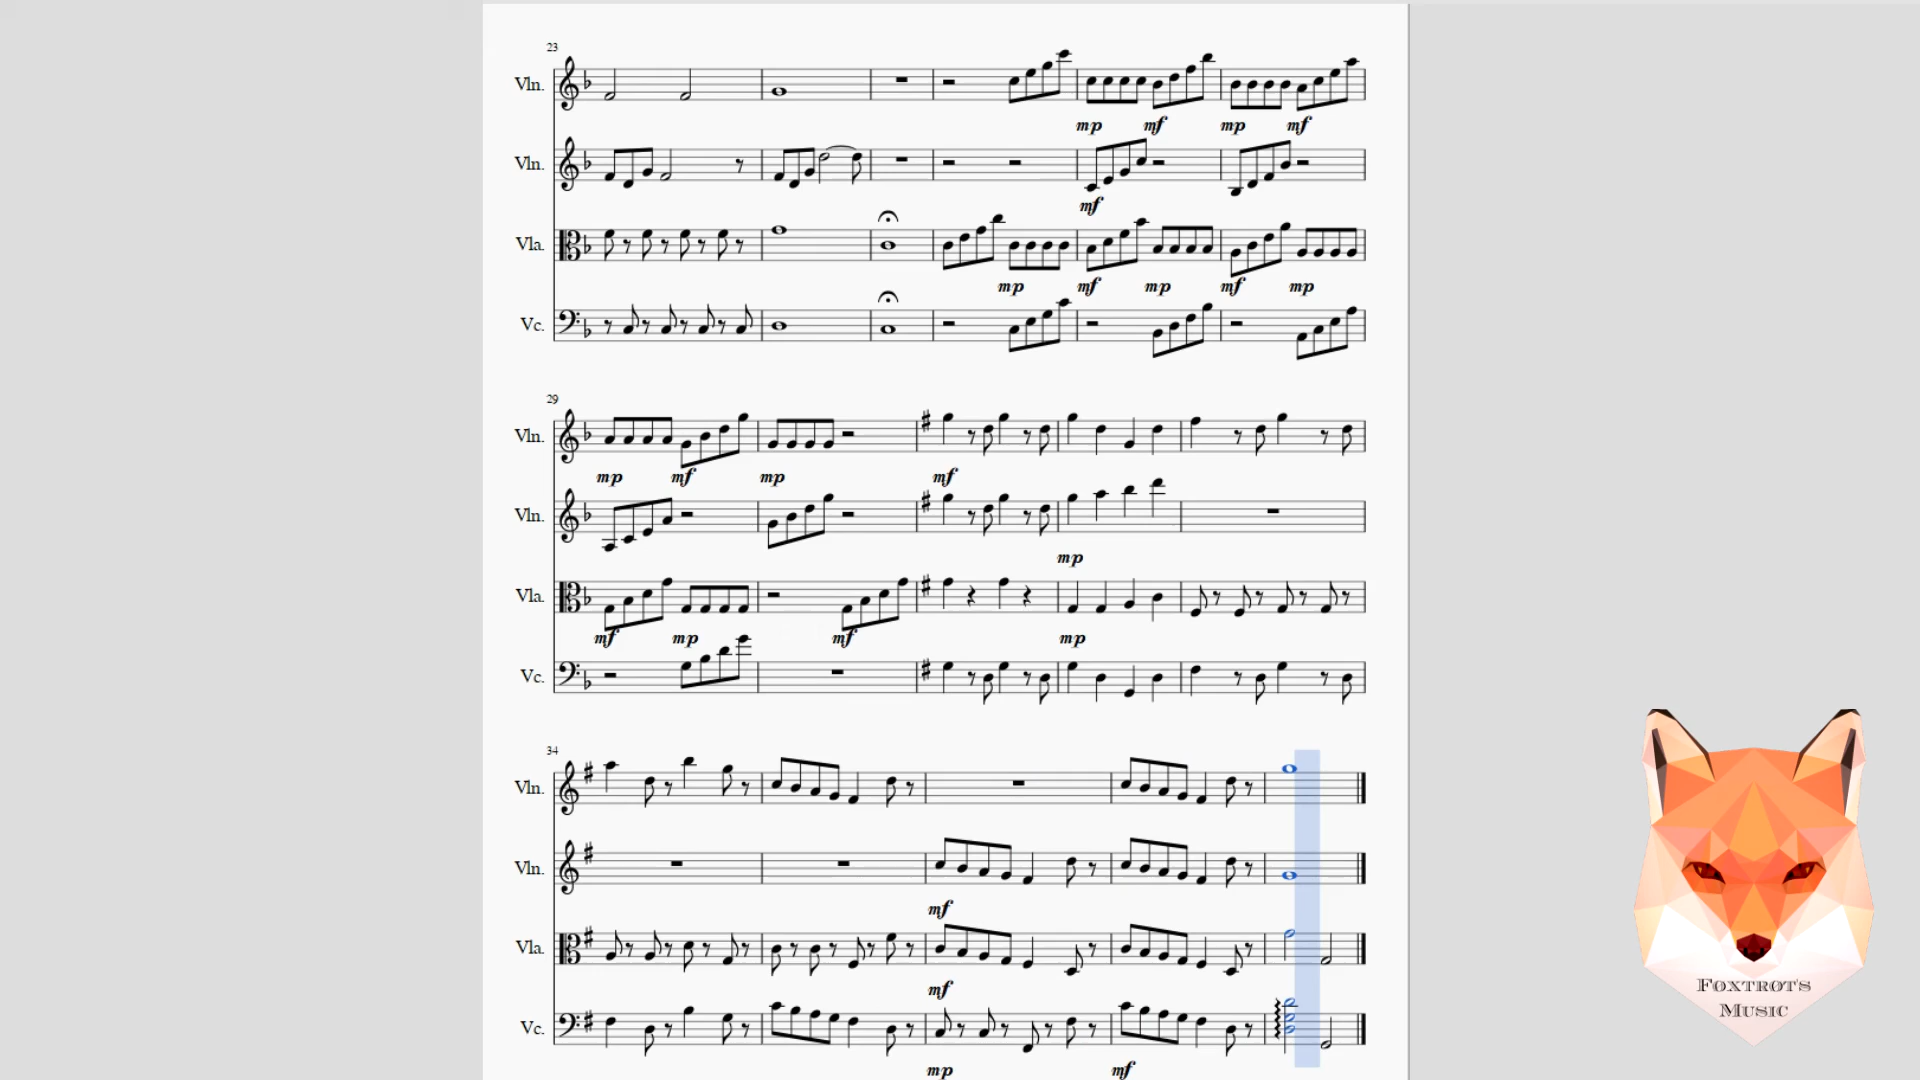 23
Vln.
mp mf mp mf
Vln.
mf
Vla.
mp mf mp mf mp
Vc.
29
Vln.
mp mf mp mf
Vln.
mp
Vla.
mf mp mf mp
Vc.
34
Vln.
Vln.
mf
Vla.
mf
Vc.
mp mf
Foxtrot's
Music